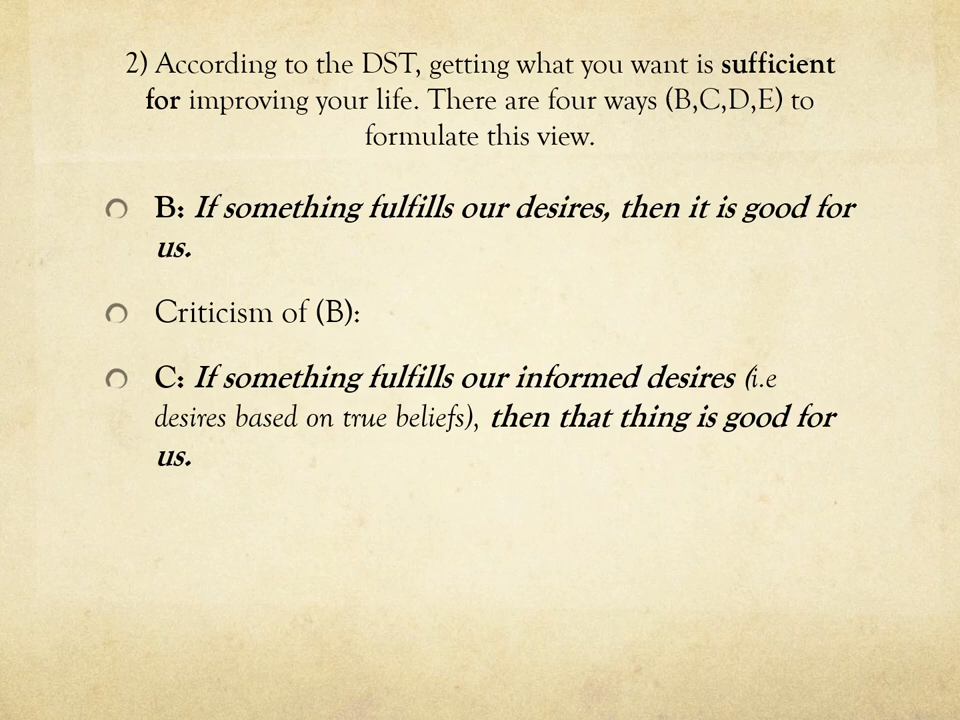 2) According to the DST, getting what you want is sufficient
for improving your life. There are four ways (B,C,D,E) to
formulate this view.
B: If something fulfills our desires, then it is good for
us.
Criticism of (B):
C: If something fulfills our informed desires (i.e
desires based on true beliefs), then that thing is good for
us.